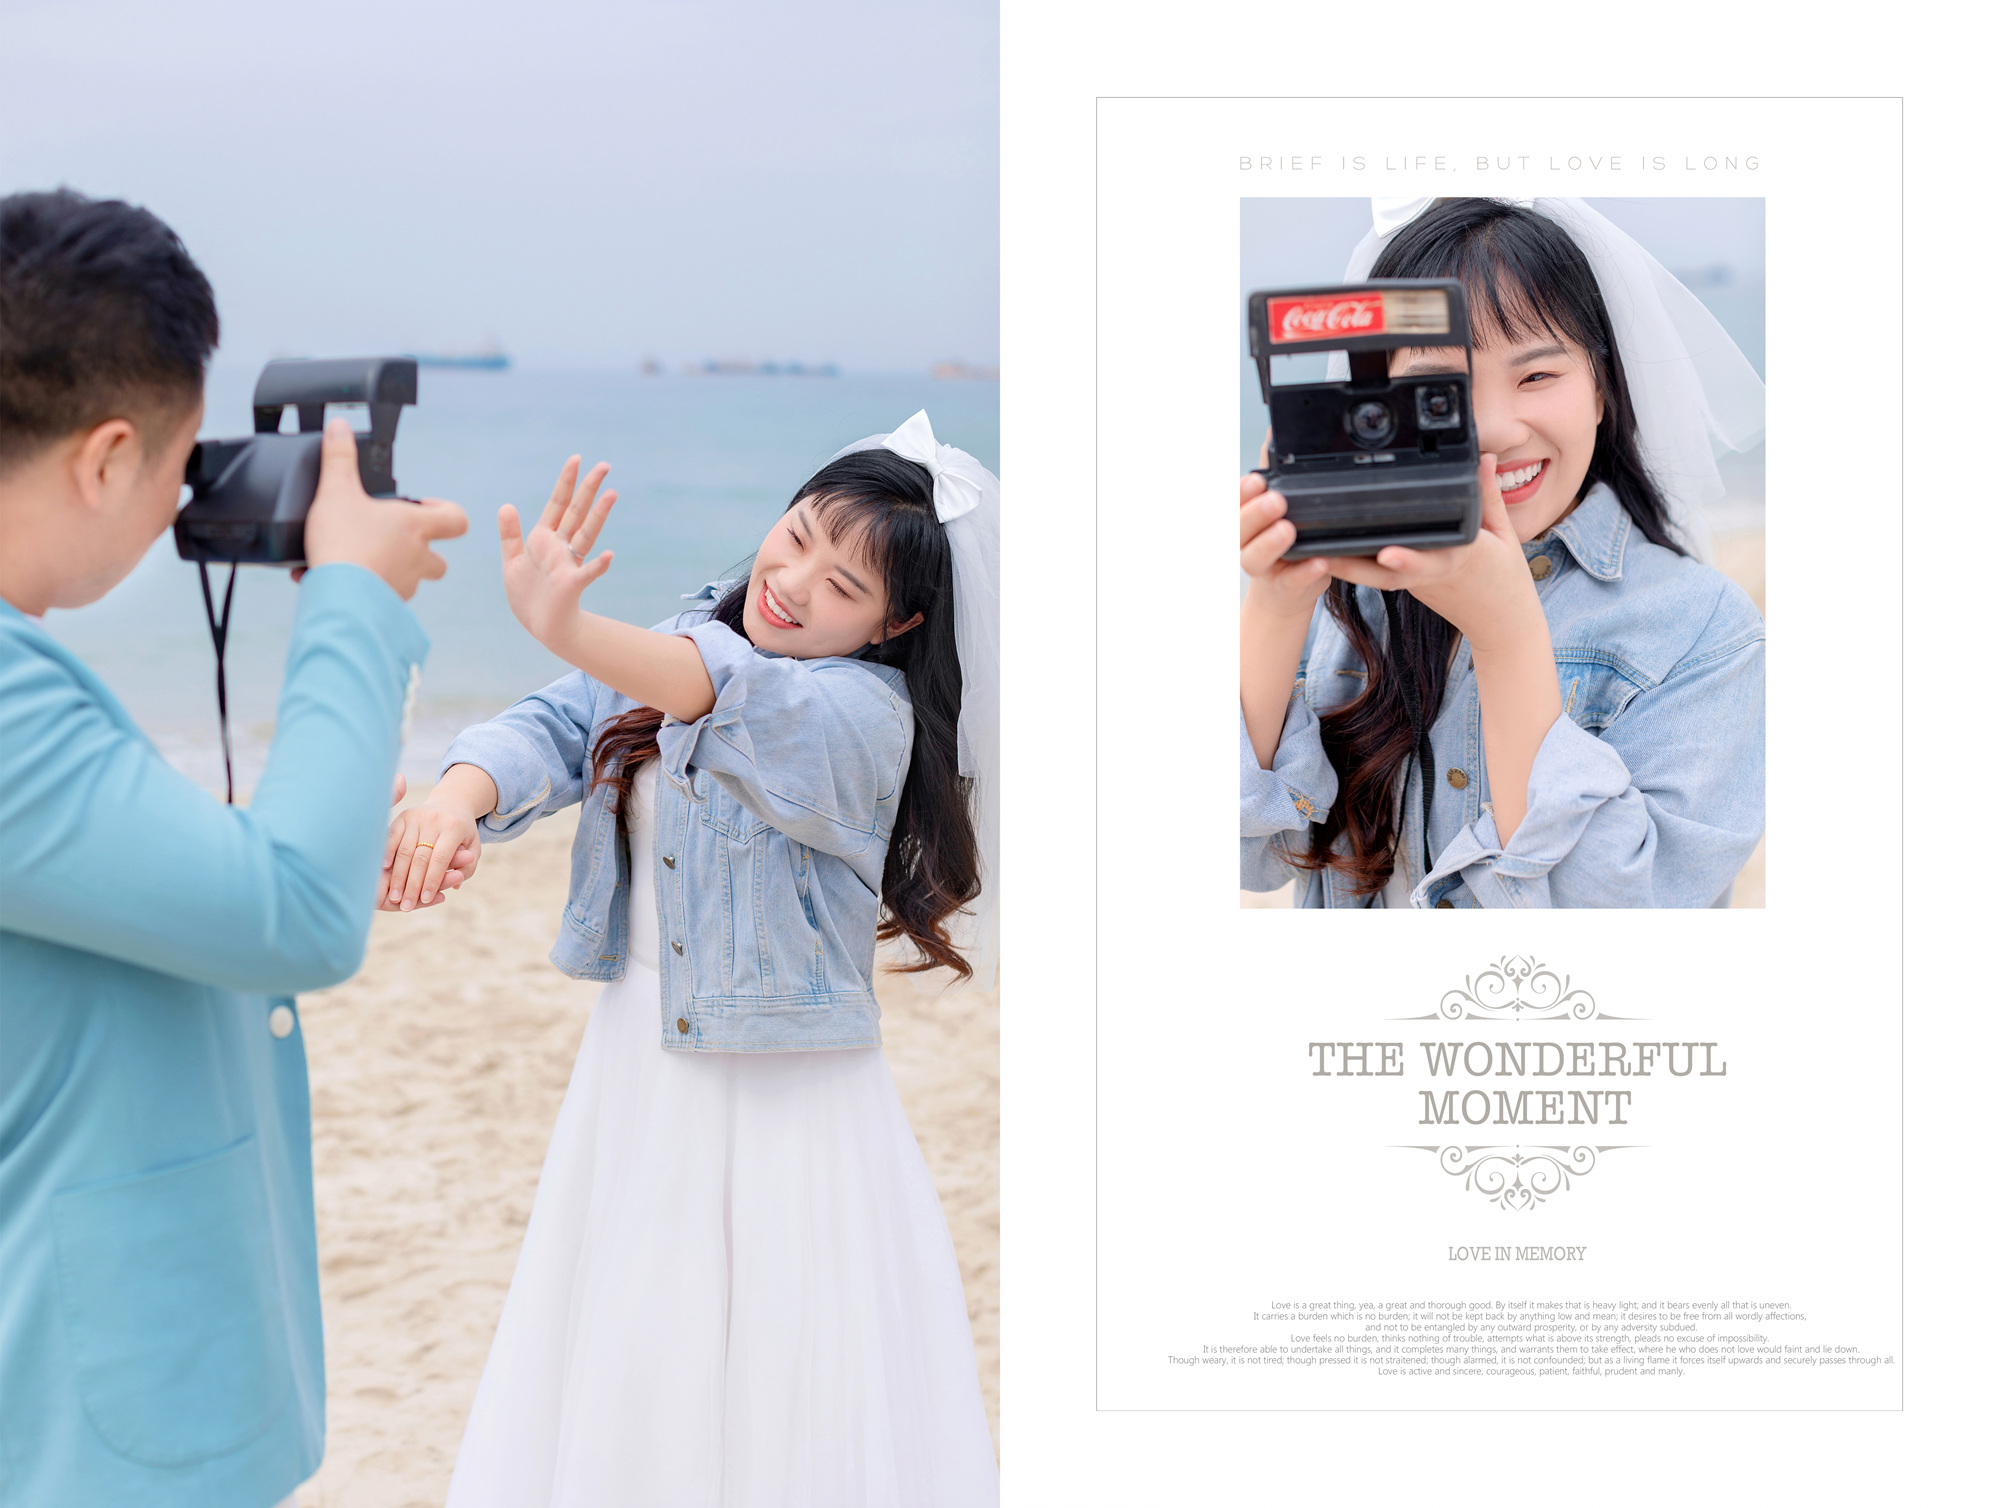 BRIEF IS LIFE, BUT LOVE IS LONG
Coca-Cola
THE WONDERFUL
MOMENT
LOVE IN MEMORY
Love is a great thing, yea, a great and thorough good. By itself it makes that is heavy light; and it bears evenly all that is uneven.
It carries a burden which is no burden; it will not be kept back by anything low and mean; it desires to be free from all wordly affections,
and not to be entangled by any outward prosperity, or by any adversity subdued.
Love feels no burden, thinks nothing of trouble, attempts what is above its strength, pleads no excuse of impossibility.
It is therefore able to undertake all things, and it completes many things, and warrants them to take effect, where he who does not love would faint and lie down.
Though weary, it is not tired; though pressed it is not straitened; though alarmed, it is not confounded; but as a living flame it forces itself upwards and securely passes through all.
Love is active and sincere, courageous, patient, faithful, prudent and manly.